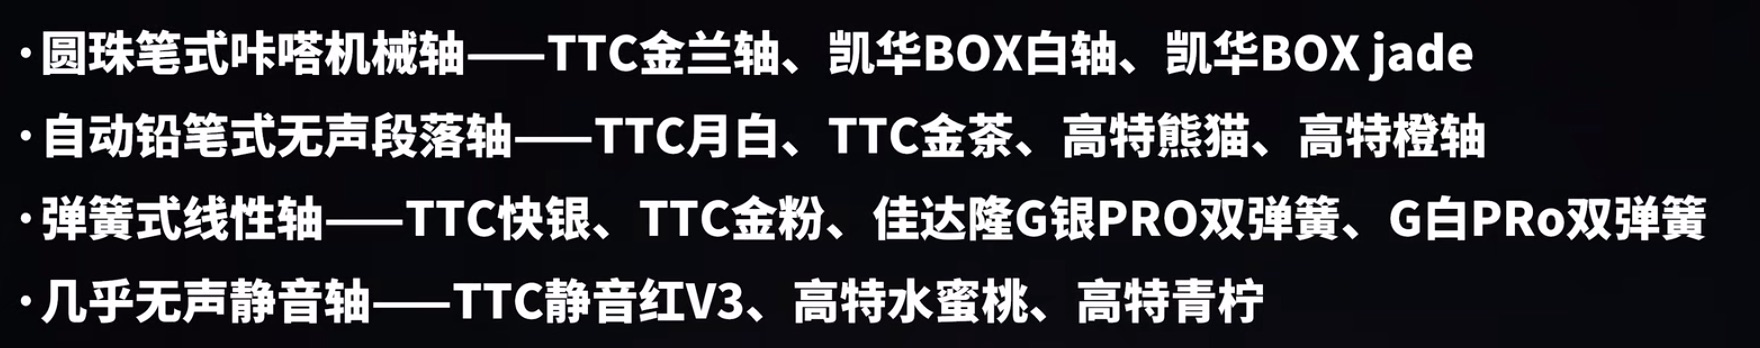 ·圆珠笔式咔嗒机械轴——TTC金兰轴、凯华BOX白轴、凯华BOX jade
·自动铅笔式无声段落轴——TTC月白、TTC金茶、高特熊猫、高特橙轴
·弹簧式线性轴——TTC快银、TTC金粉、佳达隆G银PRO双弹簧、G白PRo双弹簧
·几乎无声静音轴——TTC静音红V3、高特水蜜桃、高特青柠